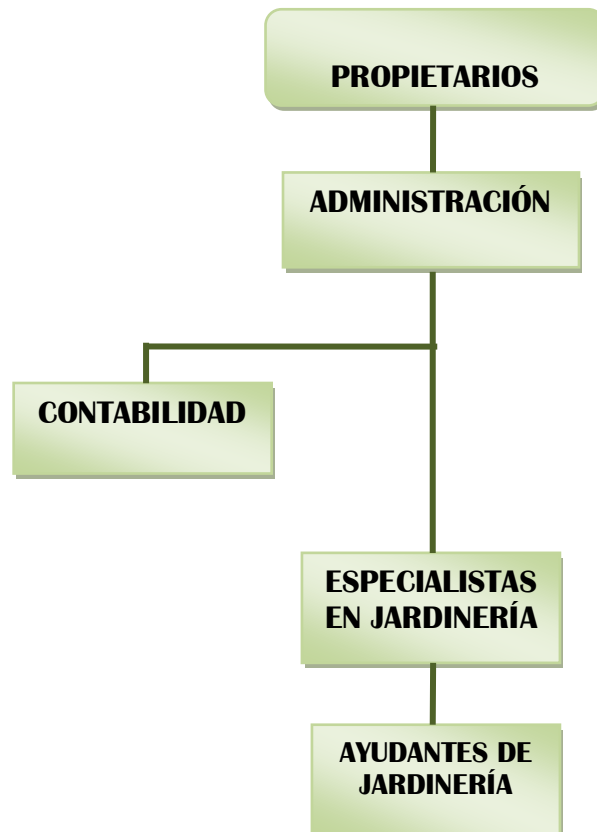 PROPIETARIOS
ADMINISTRACIÓN
CONTABILIDAD
ESPECIALISTAS
EN JARDINERÍA
AYUDANTES DE
JARDINERÍA